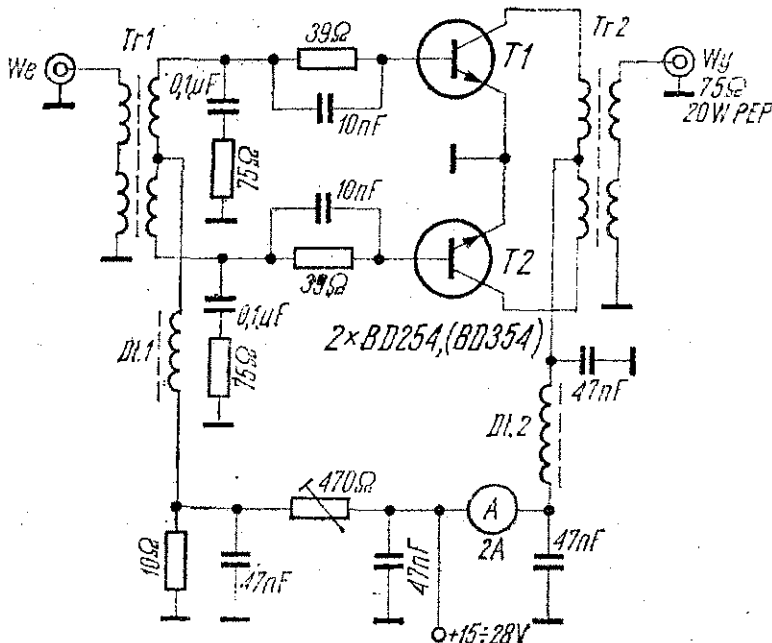 Tr1
39Ω
T1
Tr2
We
0,1µF
10nF
Wy
75Ω
20W PEP
75Ω
10nF
T2
39Ω
0,1µF
2×BD254,(BD354)
Dł.1
75Ω
47nF
Dł.2
470Ω
A
2A
10Ω
47nF
47nF
47nF
+15÷28V